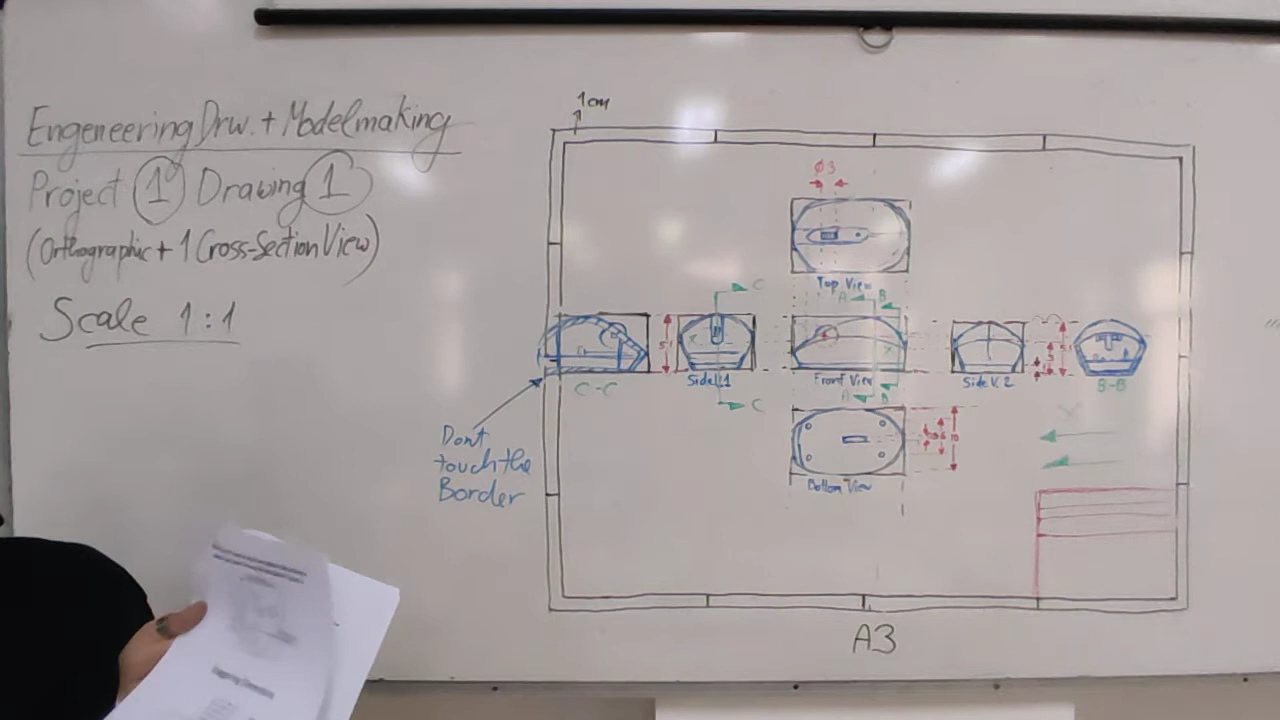 Engeneering Drw. + Modelmaking
Project 1 Drawing 1
(Orthographic + 1 Cross-Section View)
Scale 1:1
1cm
Ø3
Top View
C
A
B
C-C
Side V.1
Front View
Side V. 2
B-B
A
B
C
Dont
touch the
Border
Bottom View
10
A3